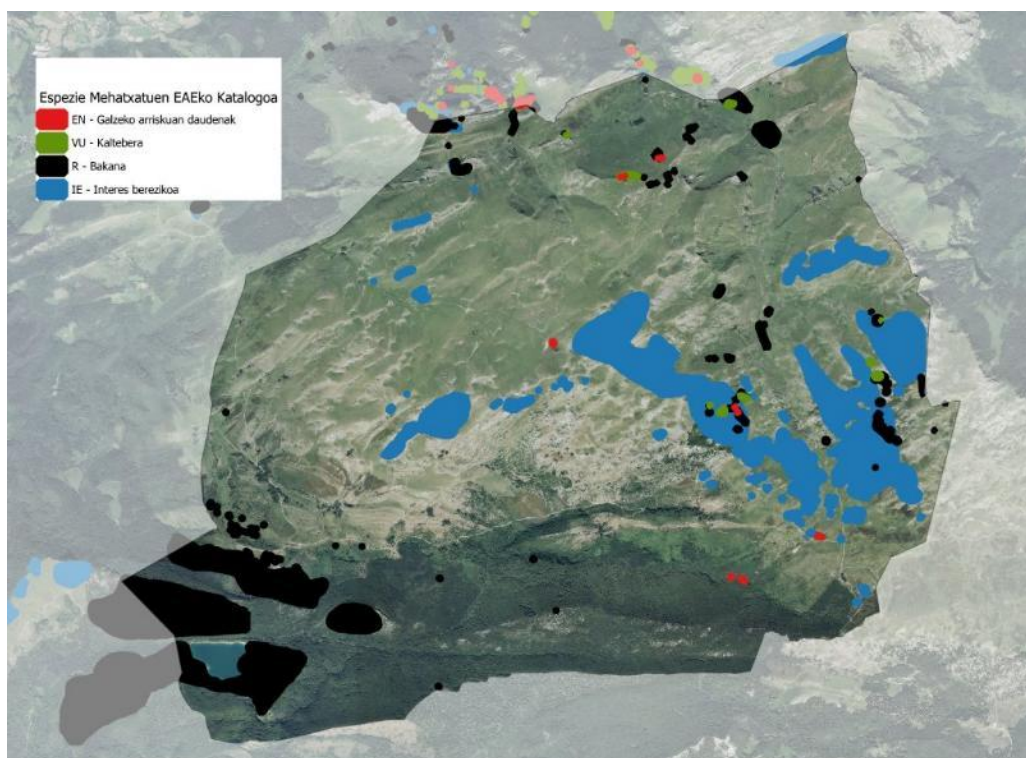 Espezie Mehatxatuen EAEko Katalogoa
EN - Galzeko arriskuan daudenak
VU - Kaltebera
R - Bakana
IE - Interes berezikoa